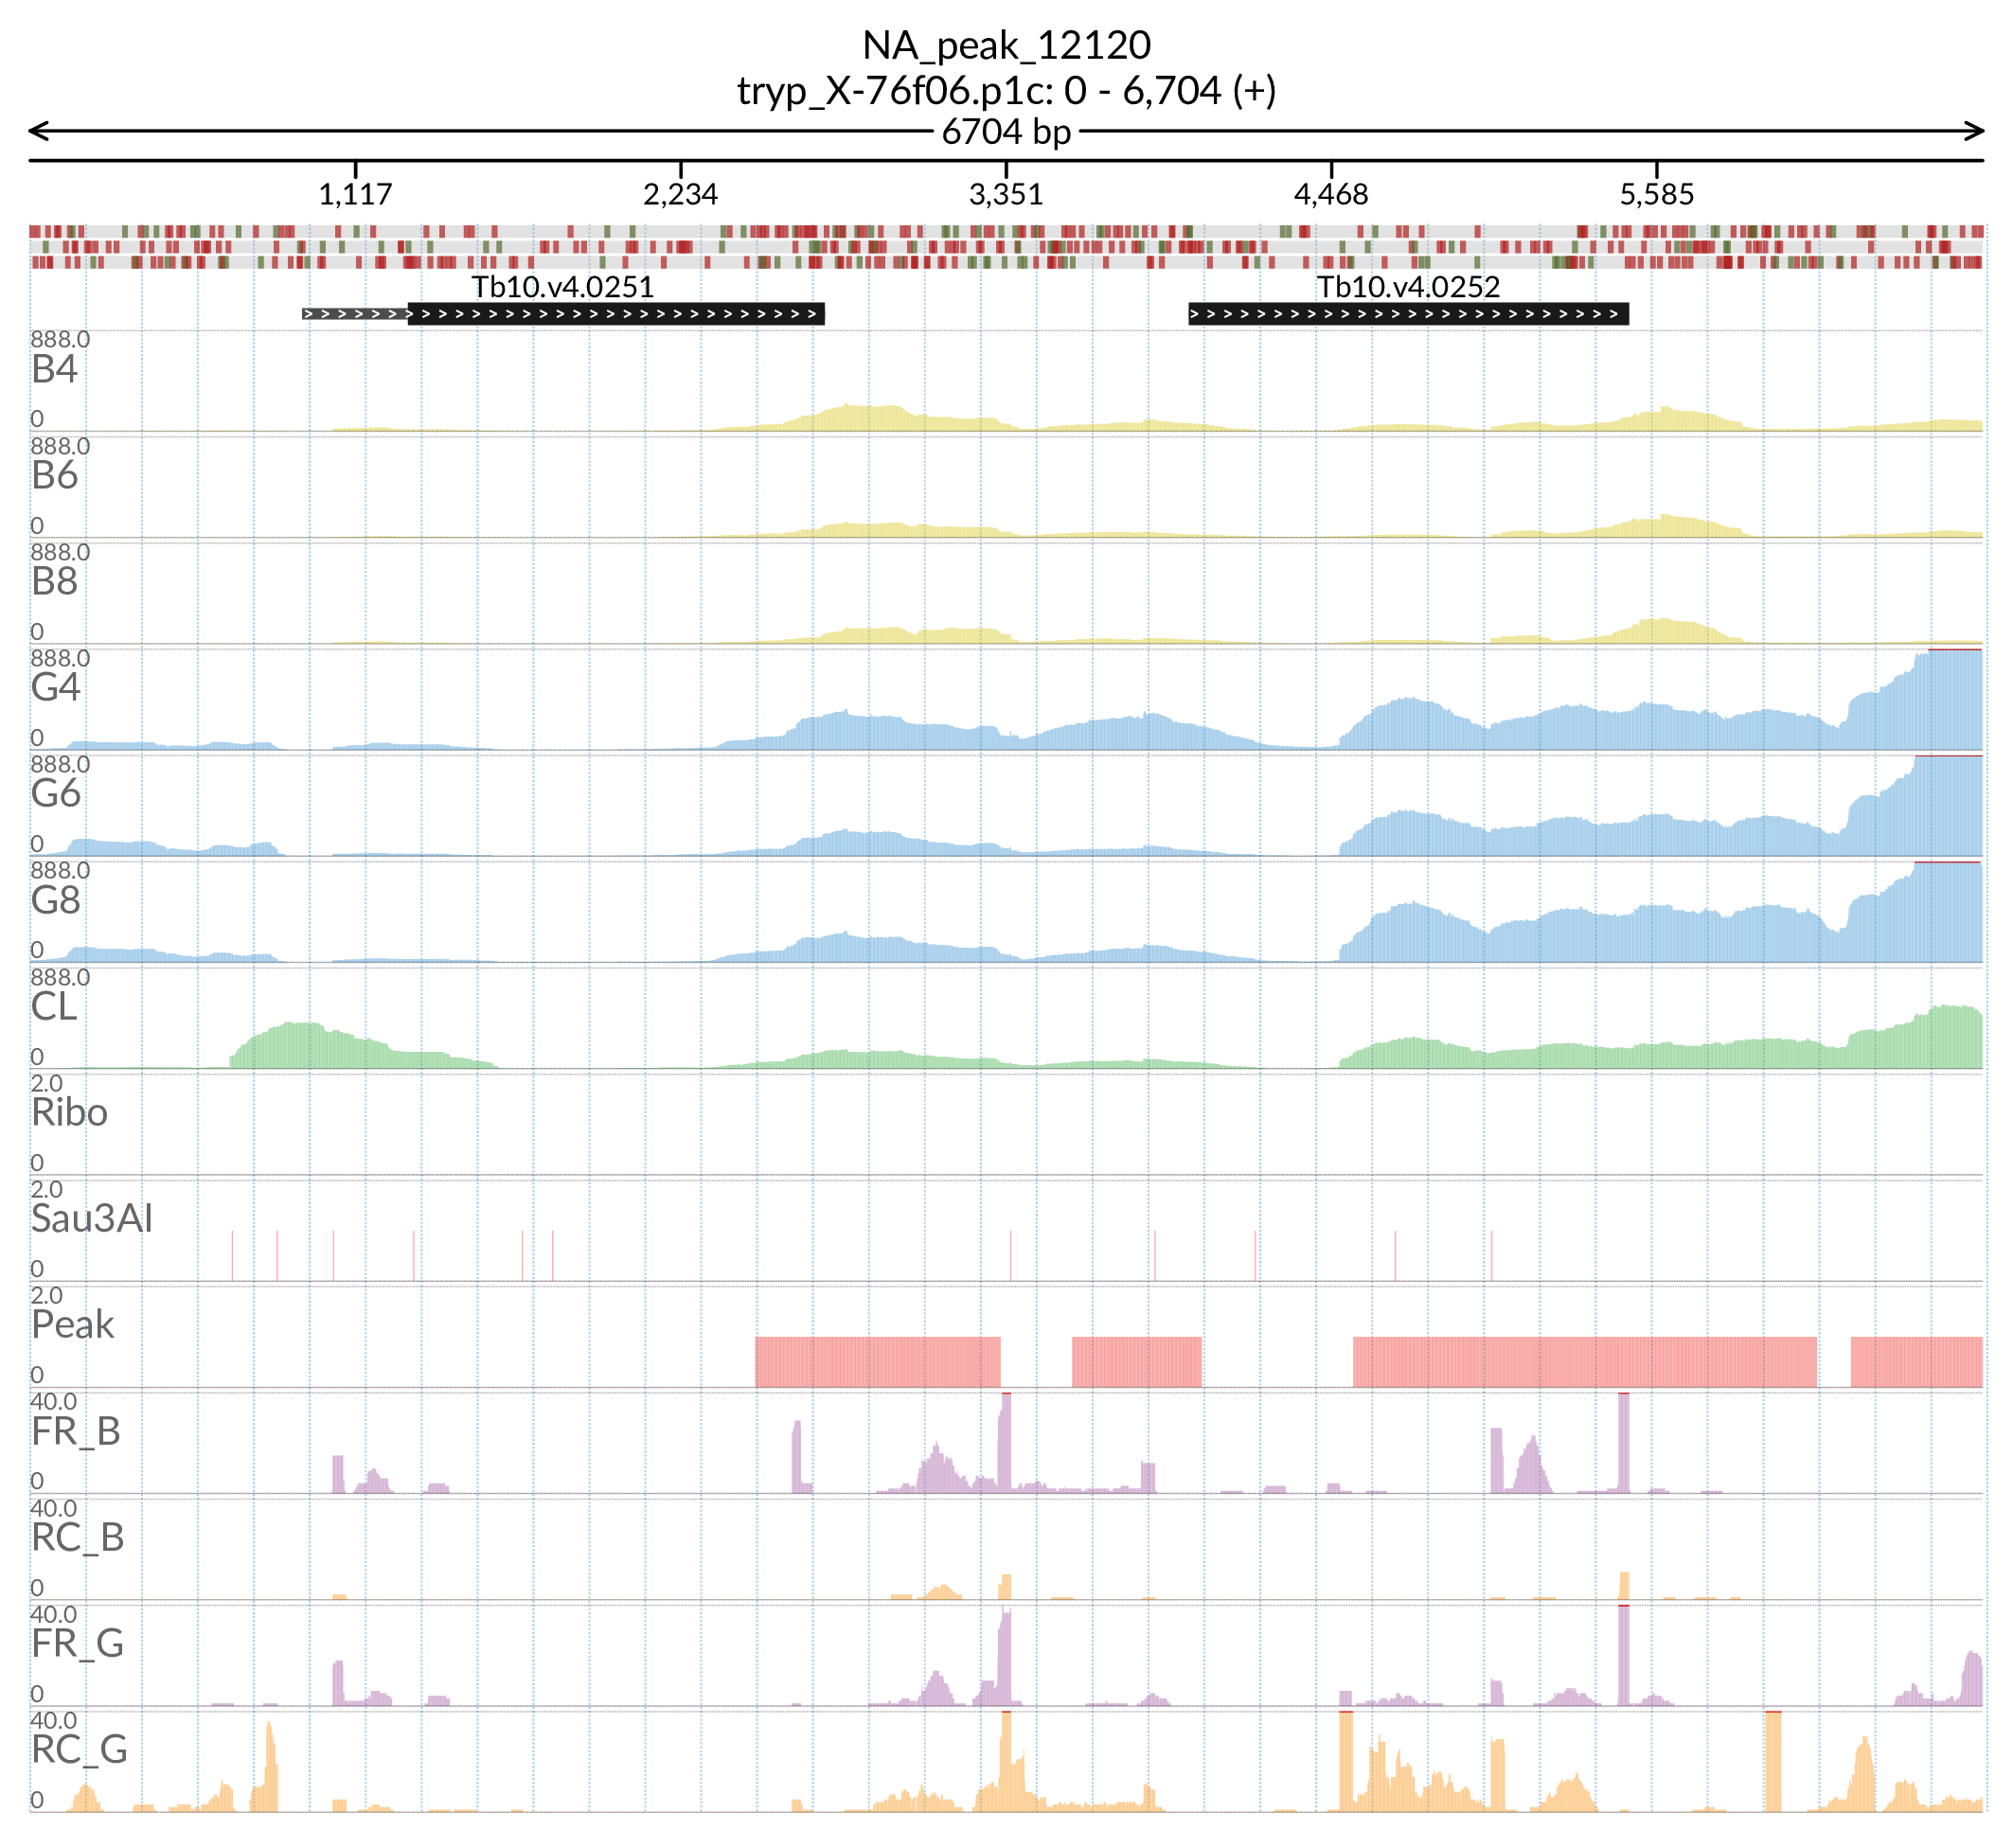 NA_peak_12120
tryp_X-76f06.p1c: 0 - 6,704 (+)
6704 bp
1,117 2,234 3,351 4,468 5,585
Tb10.v4.0251 Tb10.v4.0252
888.0
B4
0
888.0
B6
0
888.0
B8
0
888.0
G4
0
888.0
G6
0
888.0
G8
0
888.0
CL
0
2.0
Ribo
0
2.0
Sau3AI
0
2.0
Peak
0
40.0
FR_B
0
40.0
RC_B
0
40.0
FR_G
0
40.0
RC_G
0